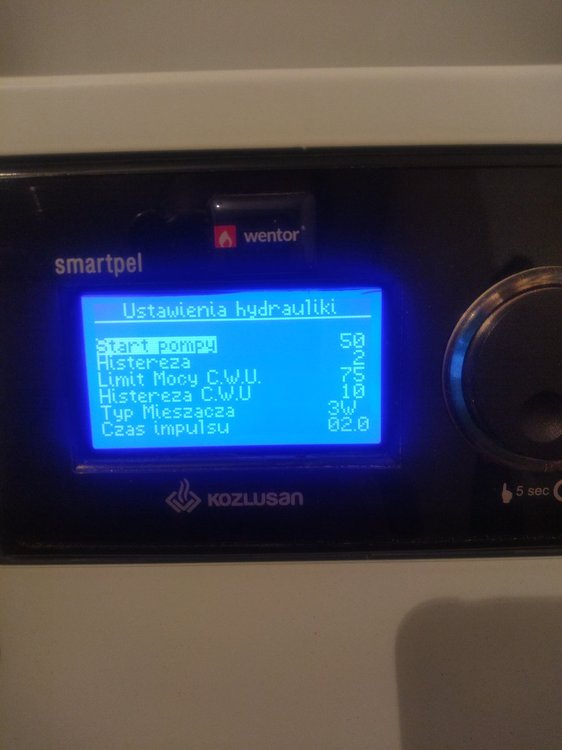 wentor
smartpel
Ustawienia hydrauliki
Start pompy 50
Histereza 2
Limit Mocy C.W.U. 75
Histereza C.W.U 10
Typ Mieszacza 3W
Czas impulsu 02.0
KOZLUSAN
5 sec